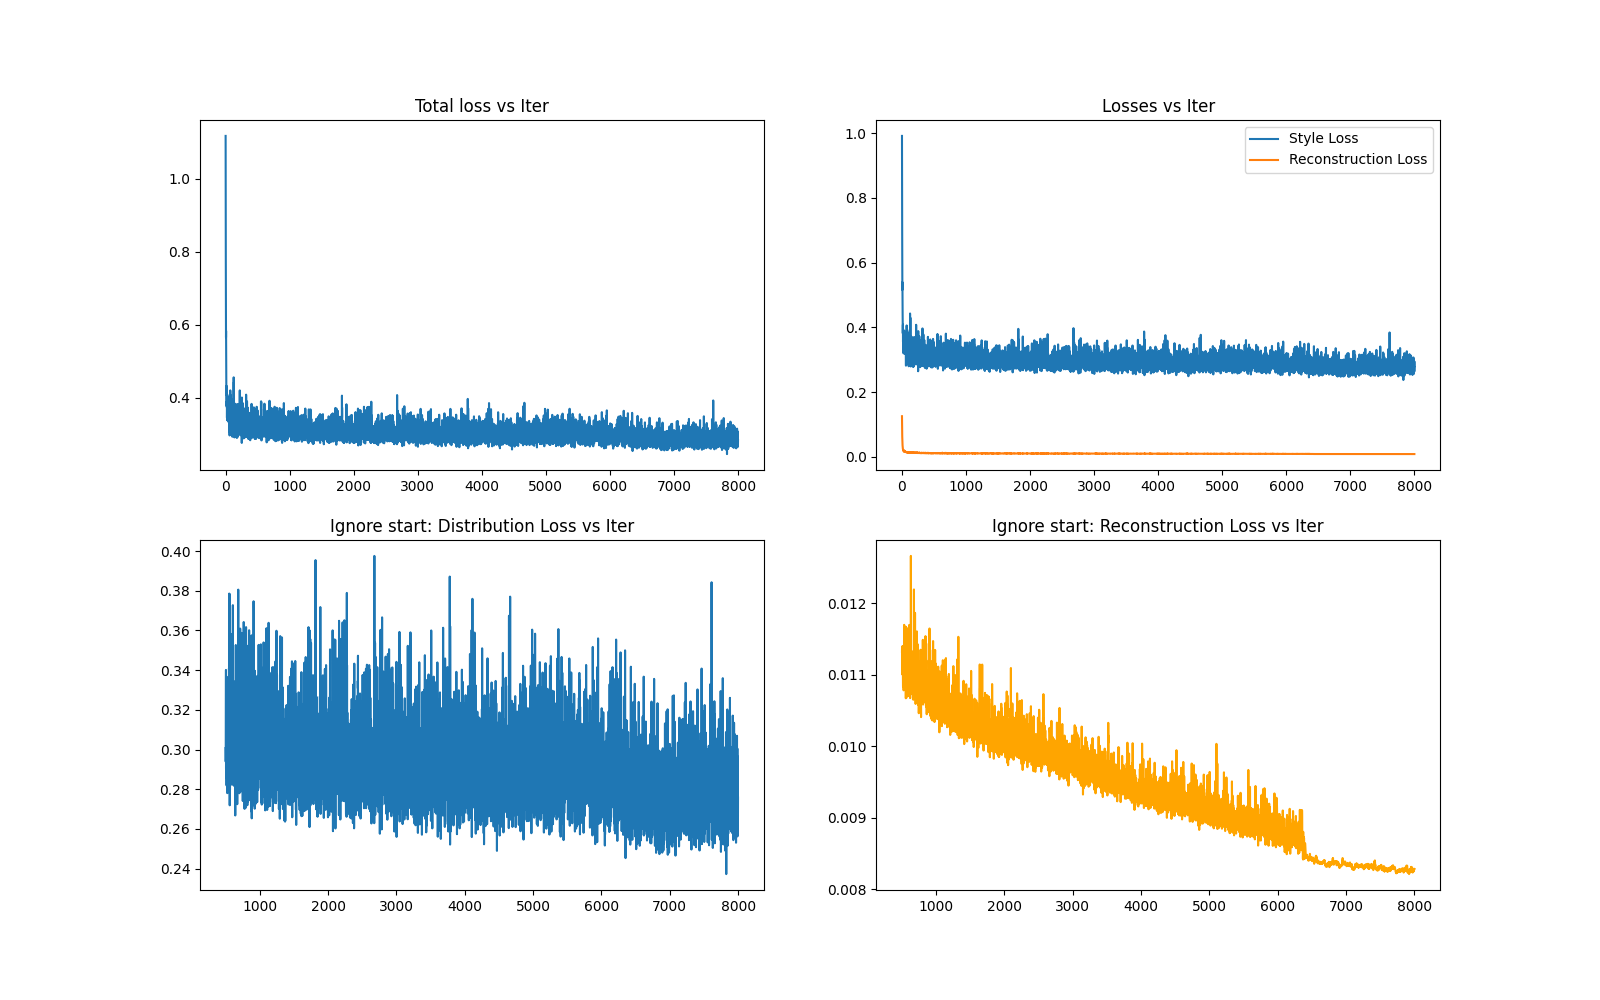 Total loss vs Iter
1.0
0.8
0.6
0.4
0 1000 2000 3000 4000 5000 6000 7000 8000
Losses vs Iter
Style Loss
Reconstruction Loss
1.0
0.8
0.6
0.4
0.2
0.0
0 1000 2000 3000 4000 5000 6000 7000 8000
Ignore start: Distribution Loss vs Iter
0.40
0.38
0.36
0.34
0.32
0.30
0.28
0.26
0.24
1000 2000 3000 4000 5000 6000 7000 8000
Ignore start: Reconstruction Loss vs Iter
0.012
0.011
0.010
0.009
0.008
1000 2000 3000 4000 5000 6000 7000 8000